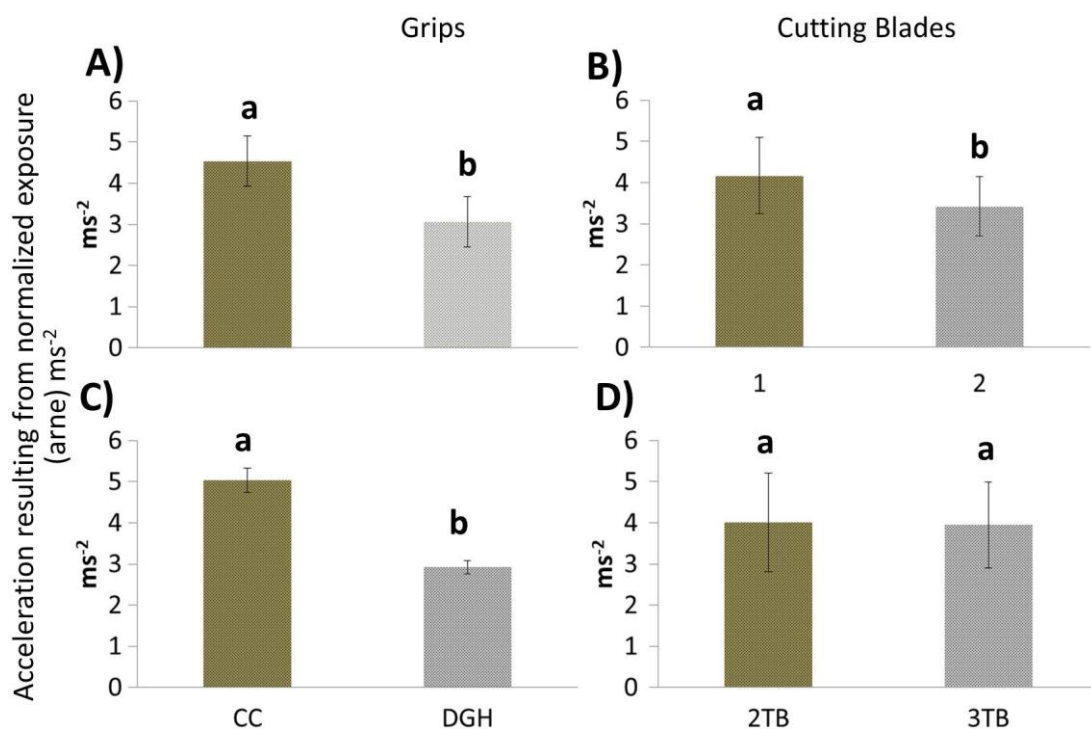 Grips
Cutting Blades
Acceleration resulting from normalized exposure
(arne) ms⁻²
A)
ms⁻²
6
5
4
3
2
1
0
a
b
B)
ms⁻²
6
5
4
3
2
1
0
a
b
1
2
C)
ms⁻²
6
5
4
3
2
1
0
a
b
CC
DGH
D)
ms⁻²
6
5
4
3
2
1
0
a
a
2TB
3TB